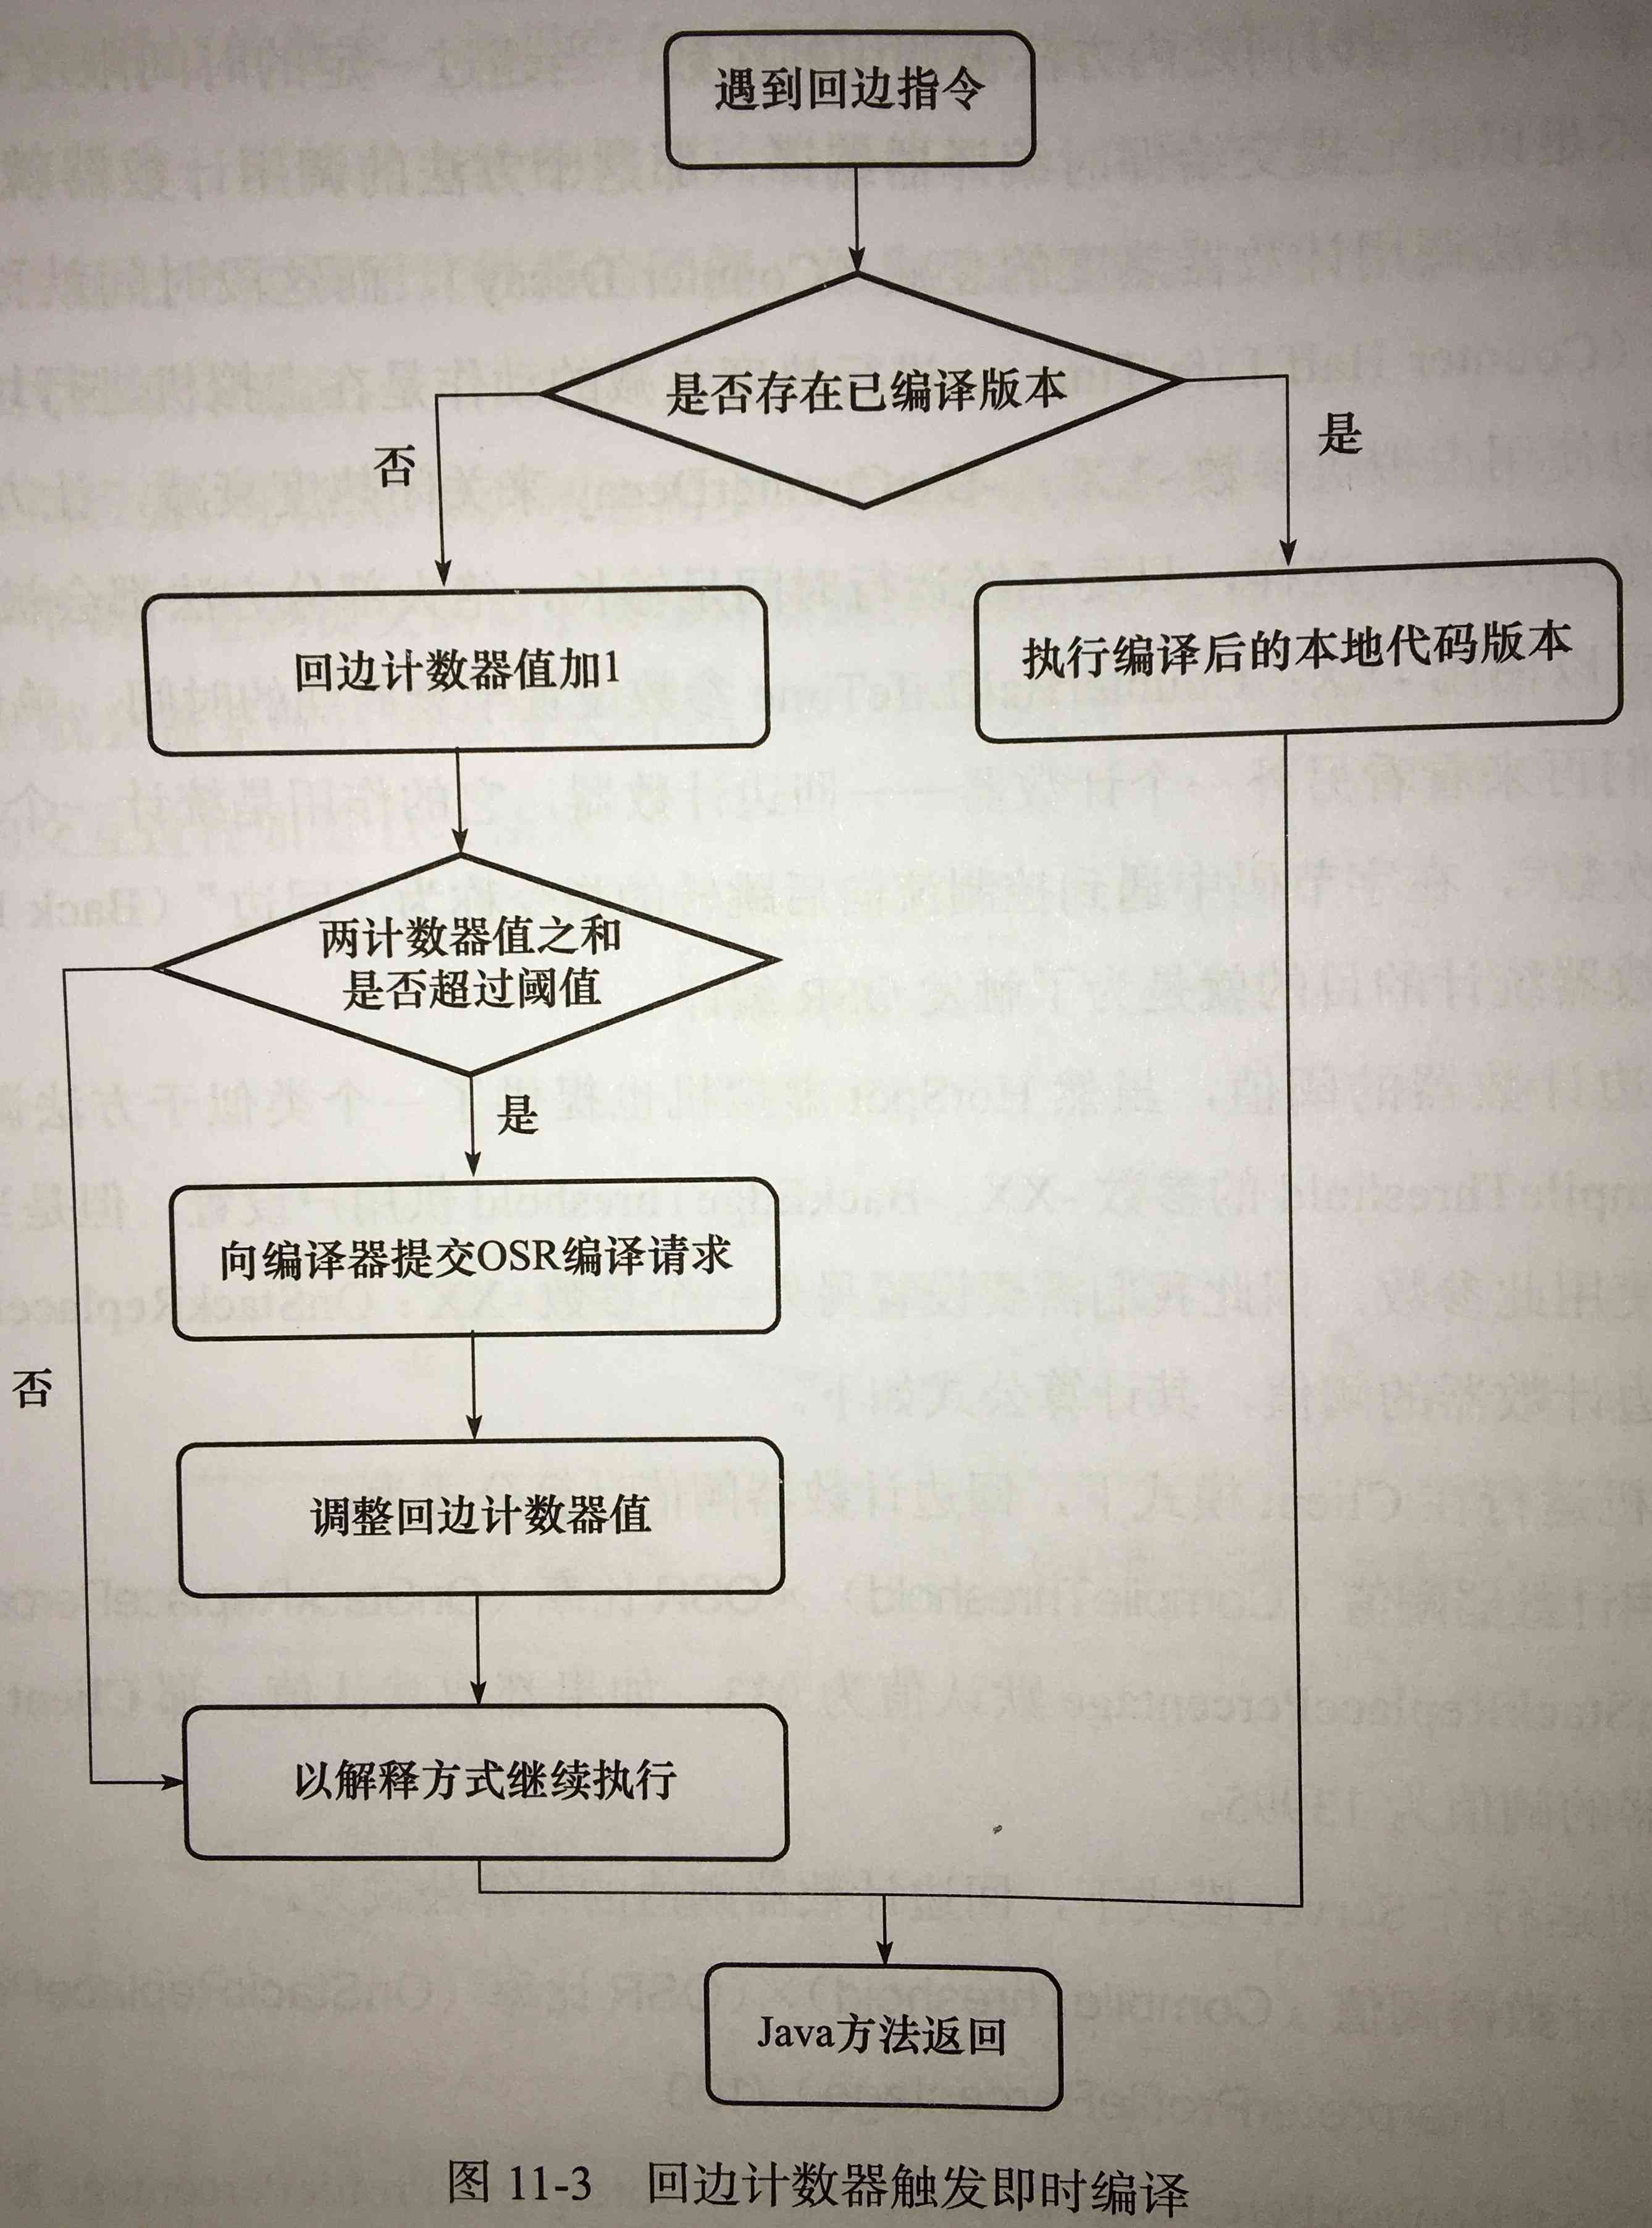 遇到回边指令
是否存在已编译版本
否
是
回边计数器值加1
执行编译后的本地代码版本
两计数器值之和
是否超过阈值
是
向编译器提交OSR编译请求
否
调整回边计数器值
以解释方式继续执行
Java方法返回
图 11-3 回边计数器触发即时编译